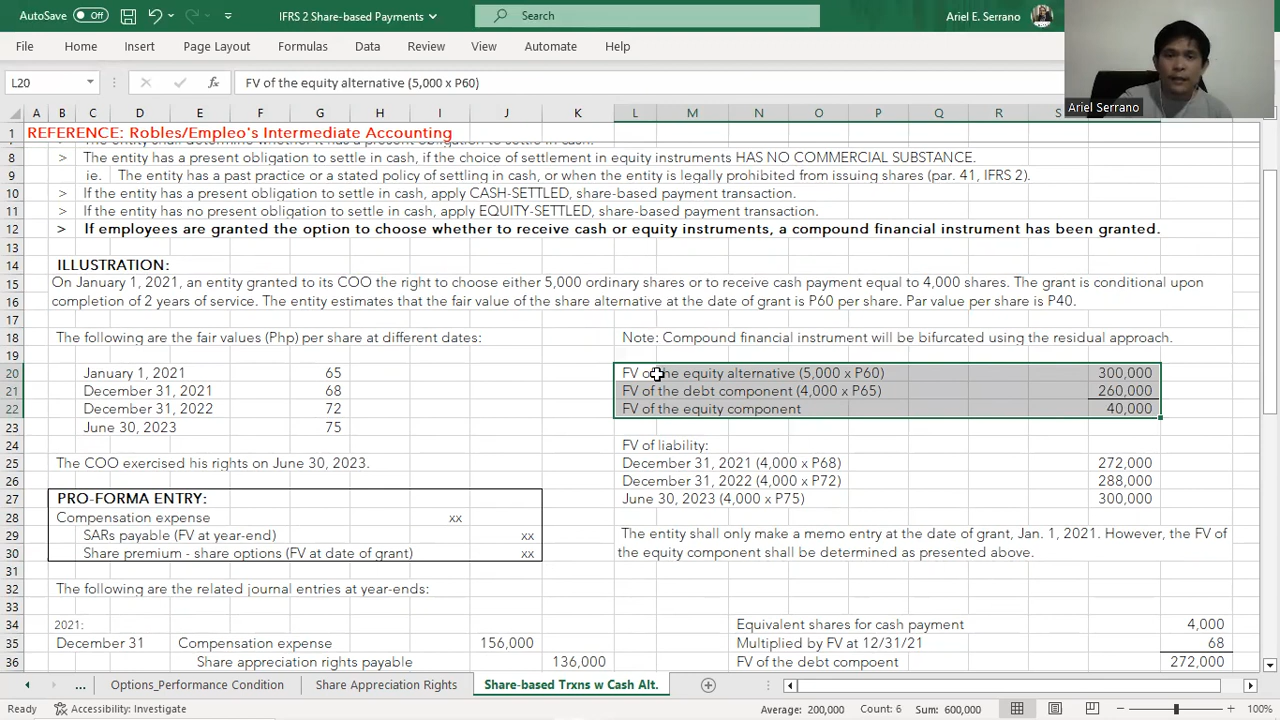 AutoSave Off
IFRS 2 Share-based Payments
Search
Ariel E. Serrano
File Home Insert Page Layout Formulas Data Review View Automate Help
L20
fx
FV of the equity alternative (5,000 x P60)
Ariel Serrano
A B C D E F G H I J K L M N O P Q R S
1 REFERENCE: Robles/Empleo's Intermediate Accounting
8 > The entity has a present obligation to settle in cash, if the choice of settlement in equity instruments HAS NO COMMERCIAL SUBSTANCE.
9 ie. The entity has a past practice or a stated policy of settling in cash, or when the entity is legally prohibited from issuing shares (par. 41, IFRS 2).
10 > If the entity has a present obligation to settle in cash, apply CASH-SETTLED, share-based payment transaction.
11 > If the entity has no present obligation to settle in cash, apply EQUITY-SETTLED, share-based payment transaction.
12 > If employees are granted the option to choose whether to receive cash or equity instruments, a compound financial instrument has been granted.
13
14 ILLUSTRATION:
15 On January 1, 2021, an entity granted to its COO the right to choose either 5,000 ordinary shares or to receive cash payment equal to 4,000 shares. The grant is conditional upon
16 completion of 2 years of service. The entity estimates that the fair value of the share alternative at the date of grant is P60 per share. Par value per share is P40.
17
18 The following are the fair values (Php) per share at different dates: Note: Compound financial instrument will be bifurcated using the residual approach.
19
20 January 1, 2021 65 FV of the equity alternative (5,000 x P60) 300,000
21 December 31, 2021 68 FV of the debt component (4,000 x P65) 260,000
22 December 31, 2022 72 FV of the equity component 40,000
23 June 30, 2023 75
24 FV of liability:
25 The COO exercised his rights on June 30, 2023. December 31, 2021 (4,000 x P68) 272,000
26 December 31, 2022 (4,000 x P72) 288,000
27 PRO-FORMA ENTRY: June 30, 2023 (4,000 x P75) 300,000
28 Compensation expense xx
29 SARs payable (FV at year-end) xx The entity shall only make a memo entry at the date of grant, Jan. 1, 2021. However, the FV of
30 Share premium - share options (FV at date of grant) xx the equity component shall be determined as presented above.
31
32 The following are the related journal entries at year-ends:
33
34 2021: Equivalent shares for cash payment 4,000
35 December 31 Compensation expense 156,000 Multiplied by FV at 12/31/21 68
36 Share appreciation rights payable 136,000 FV of the debt compoent 272,000
... Options_Performance Condition Share Appreciation Rights Share-based Trxns w Cash Alt.
Ready Accessibility: Investigate Average: 200,000 Count: 6 Sum: 600,000 100%